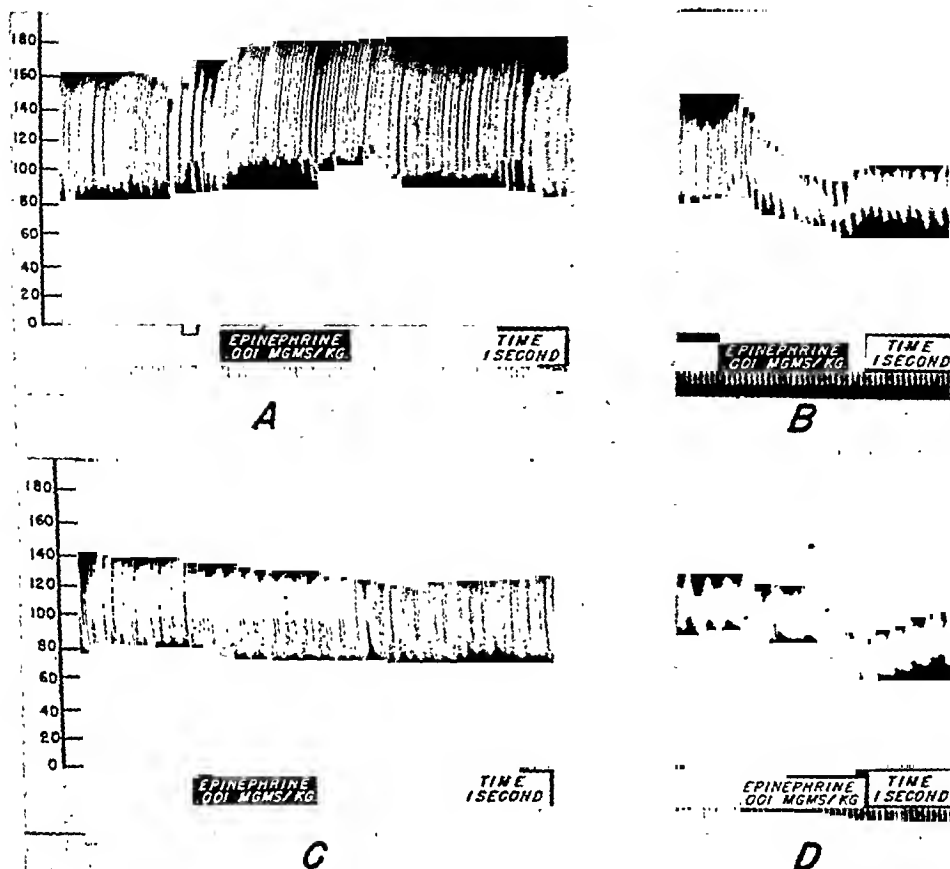 180
160
140
120
100
80
60
40
20
0
EPINEPHRINE
.001 MGMS/KG.
TIME
1 SECOND
A
EPINEPHRINE
.001 MGMS/KG.
TIME
1 SECOND
B
180
160
140
120
100
80
60
40
20
0
EPINEPHRINE
.001 MGMS/KG
TIME
1 SECOND
C
EPINEPHRINE
.001 MGMS/KG.
TIME
1 SECOND
D